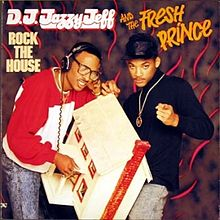 D.J. Jazzy Jeff
AND THE FRESH PRINCE
ROCK THE HOUSE